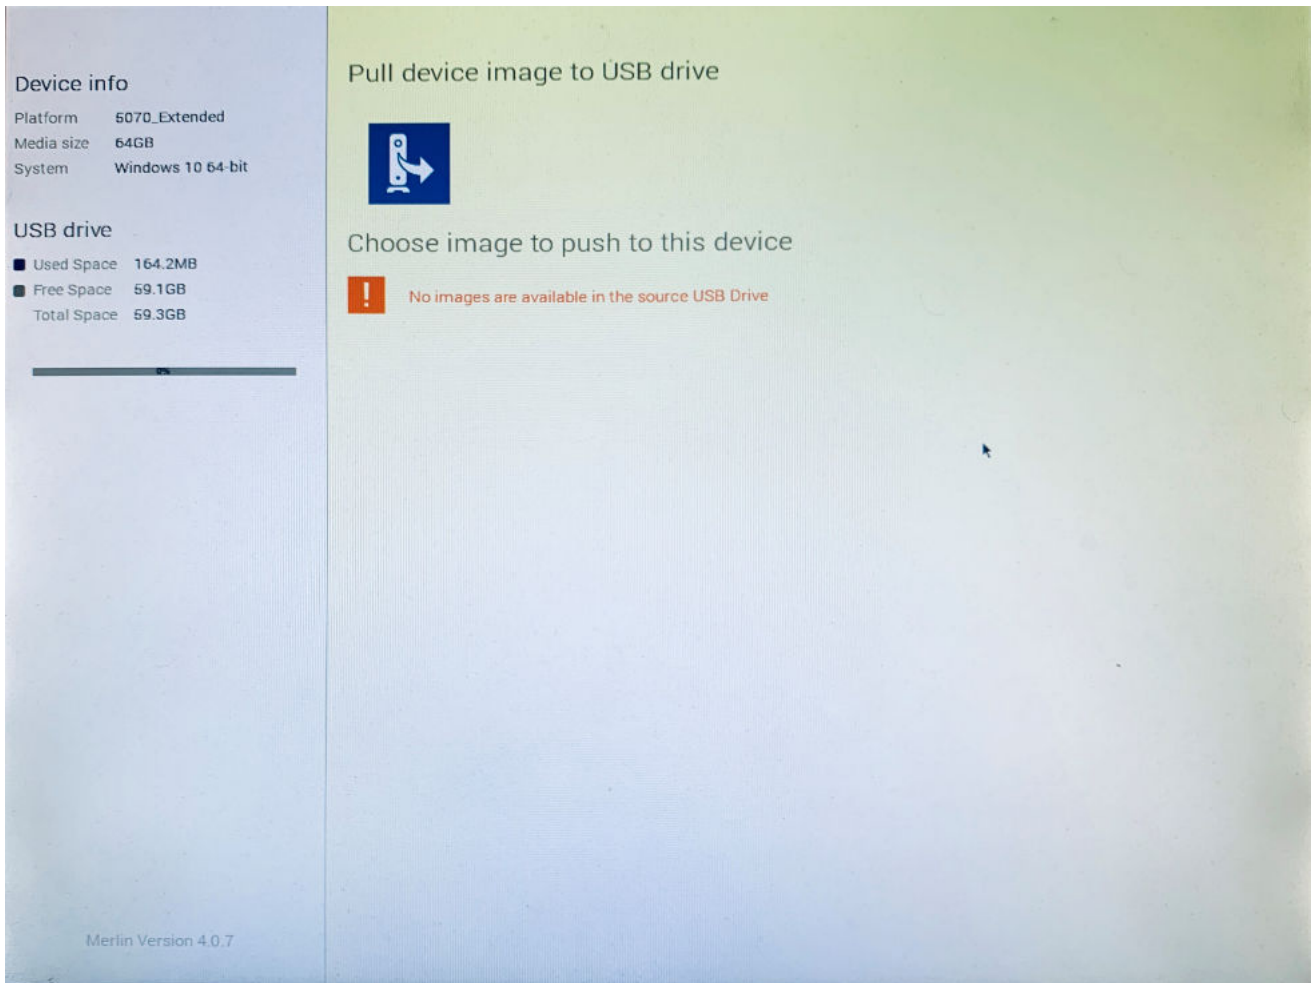 Device info
Platform 5070_Extended
Media size 64GB
System Windows 10 64-bit
USB drive
Used Space 164.2MB
Free Space 59.1GB
Total Space 59.3GB
0%
Merlin Version 4.0.7
Pull device image to USB drive
Choose image to push to this device
! No images are available in the source USB Drive